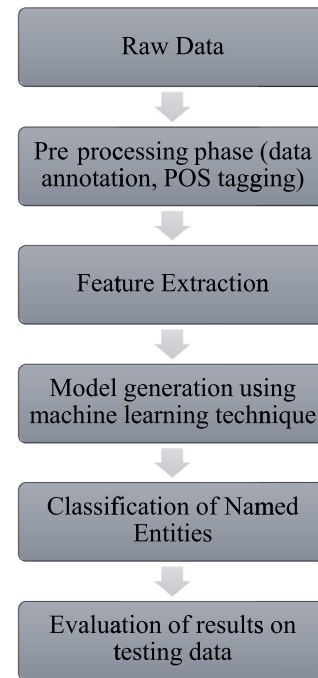 Raw Data
Pre processing phase (data
annotation, POS tagging)
Feature Extraction
Model generation using
machine learning technique
Classification of Named
Entities
Evaluation of results on
testing data